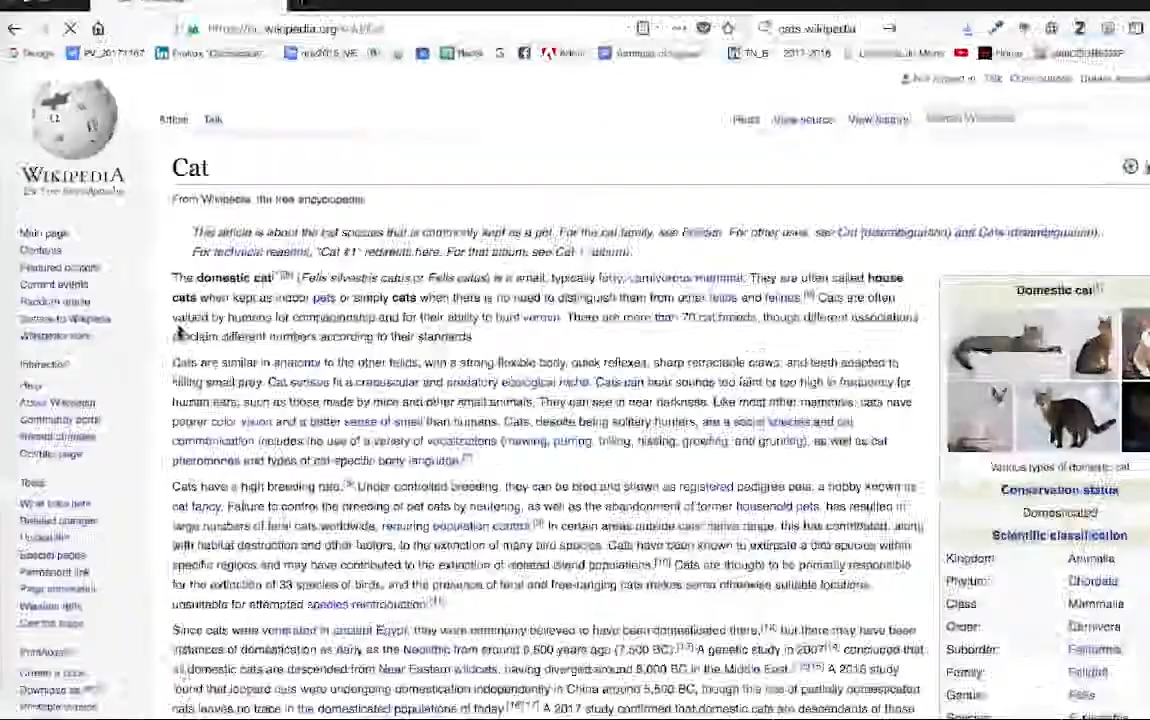 https:// wikipedia.org
cats wikipedia
Design PV_20171167
2017-2018
Home
Not logged in Talk Contributions
Article Talk
Read View source View history
WIKIPEDIA
Cat
From Wikipedia, the free encyclopedia
This article is about the cat species that is commonly kept as a pet. For the cat family, see Felidae. For other uses, see Cat (disambiguation) and Cats (disambiguation).
For technical reasons, "Cat #1" redirects here. For that album, see Cat 1 (album).
Main page
Contents
Featured content
Current events
Random article
Donate to Wikipedia
Wikipedia store
Interaction
Help
About Wikipedia
Community portal
Recent changes
Contact page
Tools
What links here
Related changes
Upload file
Special pages
Permanent link
Page information
Wikidata item
Cite this page
Print/export
Create a book
Download as PDF
Printable version
The domestic cat (Felis silvestris catus or Felis catus) is a small, typically furry, carnivorous mammal. They are often called house
cats when kept as indoor pets or simply cats when there is no need to distinguish them from other felids and felines.[6] Cats are often
valued by humans for companionship and for their ability to hunt vermin. There are more than 70 cat breeds, though different associations
proclaim different numbers according to their standards.
Cats are similar in anatomy to the other felids, with a strong flexible body, quick reflexes, sharp retractable claws, and teeth adapted to
killing small prey. Cat senses fit a crepuscular and predatory ecological niche. Cats can hear sounds too faint or too high in frequency for
human ears, such as those made by mice and other small animals. They can see in near darkness. Like most other mammals, cats have
poorer color vision and a better sense of smell than humans. Cats, despite being solitary hunters, are a social species and cat
communication includes the use of a variety of vocalizations (mewing, purring, trilling, hissing, growling, and grunting), as well as cat
pheromones and types of cat-specific body language.[7]
Cats have a high breeding rate.[8] Under controlled breeding, they can be bred and shown as registered pedigree pets, a hobby known as
cat fancy. Failure to control the breeding of pet cats by neutering, as well as the abandonment of former household pets, has resulted in
large numbers of feral cats worldwide, requiring population control.[9] In certain areas outside cats' native range, this has contributed, along
with habitat destruction and other factors, to the extinction of many bird species. Cats have been known to extirpate a bird species within
specific regions and may have contributed to the extinction of isolated island populations.[10] Cats are thought to be primarily responsible
for the extinction of 33 species of birds, and the presence of feral and free-ranging cats makes some otherwise suitable locations
unsuitable for attempted species reintroduction.[11]
Since cats were venerated in ancient Egypt, they were commonly believed to have been domesticated there,[12] but there may have been
instances of domestication as early as the Neolithic from around 9,500 years ago (7,500 BC).[13] A genetic study in 2007[14] concluded that
all domestic cats are descended from Near Eastern wildcats, having diverged around 8,000 BC in the Middle East. A 2016 study
found that leopard cats were undergoing domestication independently in China around 5,500 BC, though this line of partially domesticated
cats leaves no trace in the domesticated populations of today.[16][17] A 2017 study confirmed that domestic cats are descendants of those
Domestic cat[1]
Various types of domestic cat
Conservation status
Domesticated
Scientific classification
Kingdom: Animalia
Phylum: Chordata
Class: Mammalia
Order: Carnivora
Suborder: Feliformia
Family: Felidae
Genus: Felis
Species: